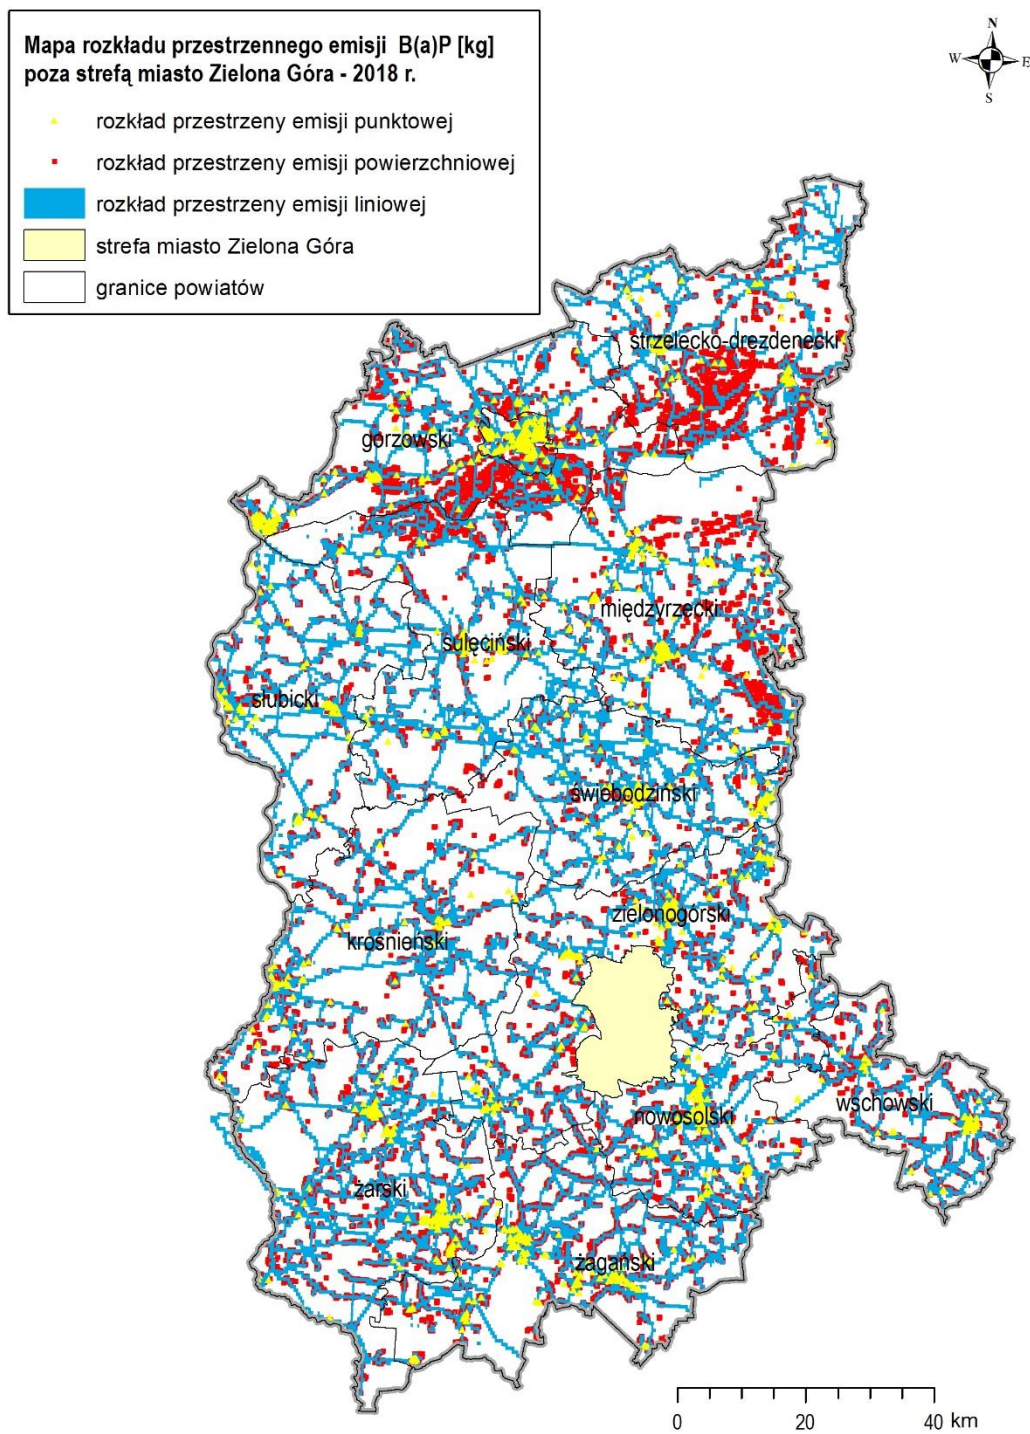 Mapa rozkładu przestrzennego emisji B(a)P [kg]
poza strefą miasto Zielona Góra - 2018 r.
rozkład przestrzeny emisji punktowej
rozkład przestrzeny emisji powierzchniowej
rozkład przestrzeny emisji liniowej
strefa miasto Zielona Góra
granice powiatów
N
W
E
S
strzelecko-drezdenecki
gorzowski
międzyrzecki
sulęciński
słubicki
świebodziński
zielonogórski
krośnieński
wschowski
nowosolski
żarski
żagański
0 20 40 km